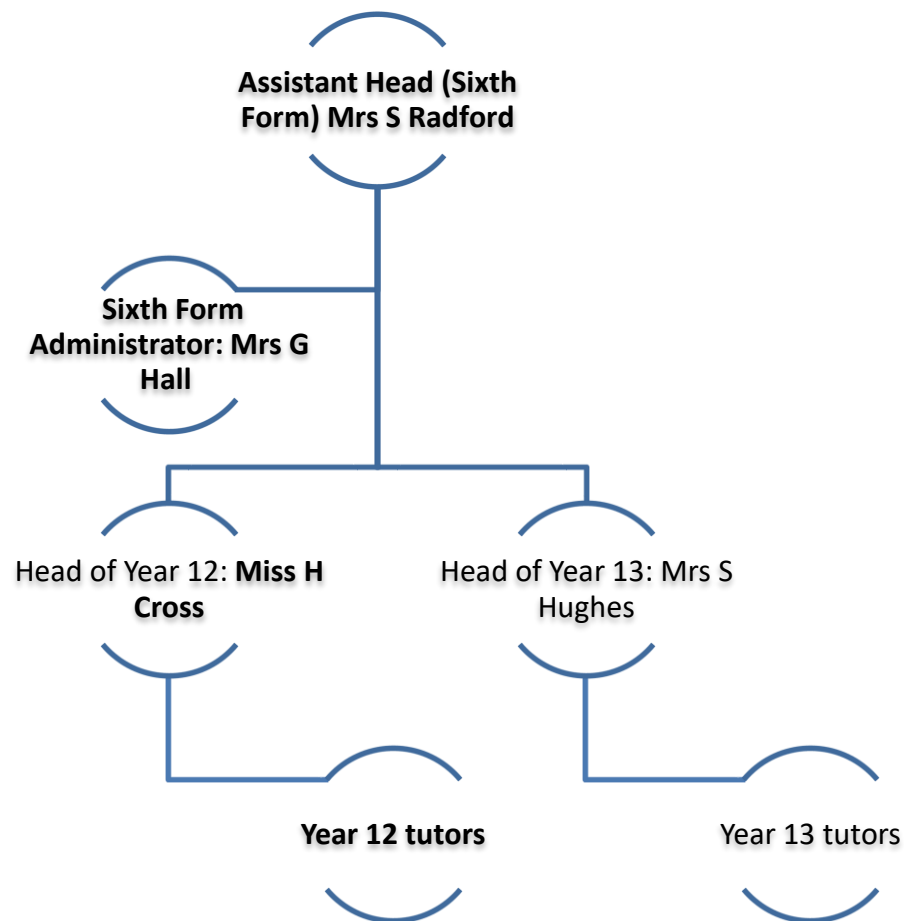 Assistant Head (Sixth
Form) Mrs S Radford
Sixth Form
Administrator: Mrs G
Hall
Head of Year 12: Miss H
Cross
Head of Year 13: Mrs S
Hughes
Year 12 tutors
Year 13 tutors